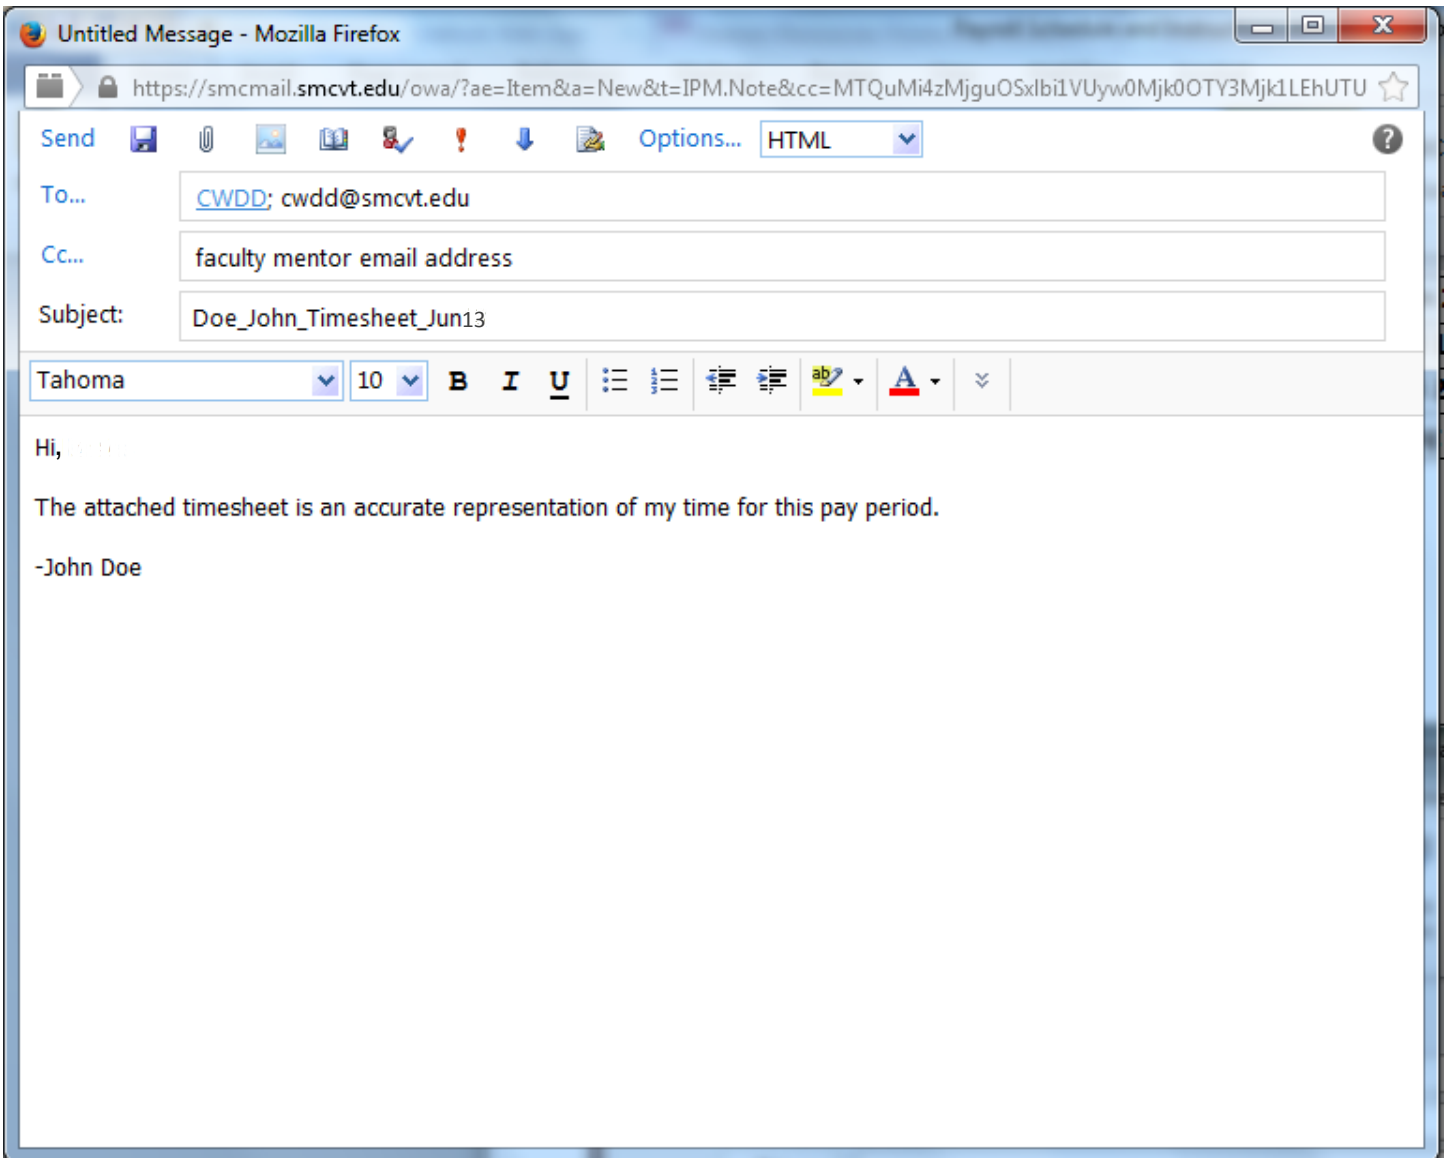 Untitled Message - Mozilla Firefox
https://smcmail.smcvt.edu/owa/?ae=Item&a=New&t=IPM.Note&cc=MTQuMi4zMjguOSxlbi1VUyw0Mjk0OTY3Mjk1LEhUTU
Send Options... HTML
To... CWDD; cwdd@smcvt.edu
Cc... faculty mentor email address
Subject: Doe_John_Timesheet_Jun13
Tahoma 10 B I U
Hi,
The attached timesheet is an accurate representation of my time for this pay period.
-John Doe